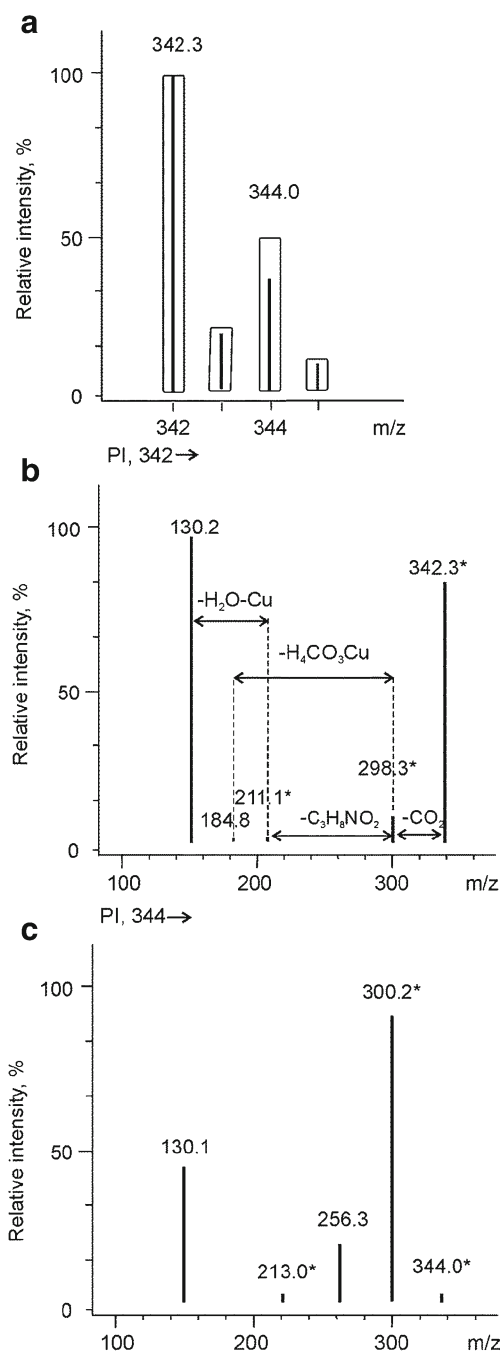 a
342.3
100
344.0
50
0
Relative intensity, %
342 344 m/z
PI, 342→
b
100
130.2
342.3*
-H₂O-Cu
-H₄CO₃Cu
50
298.3*
211.1*
184.8
-C₃H₈NO₂ -CO₂
0
Relative intensity, %
100 200 300 m/z
PI, 344→
c
100
300.2*
50
130.1
256.3
213.0* 344.0*
0
Relative intensity, %
100 200 300 m/z